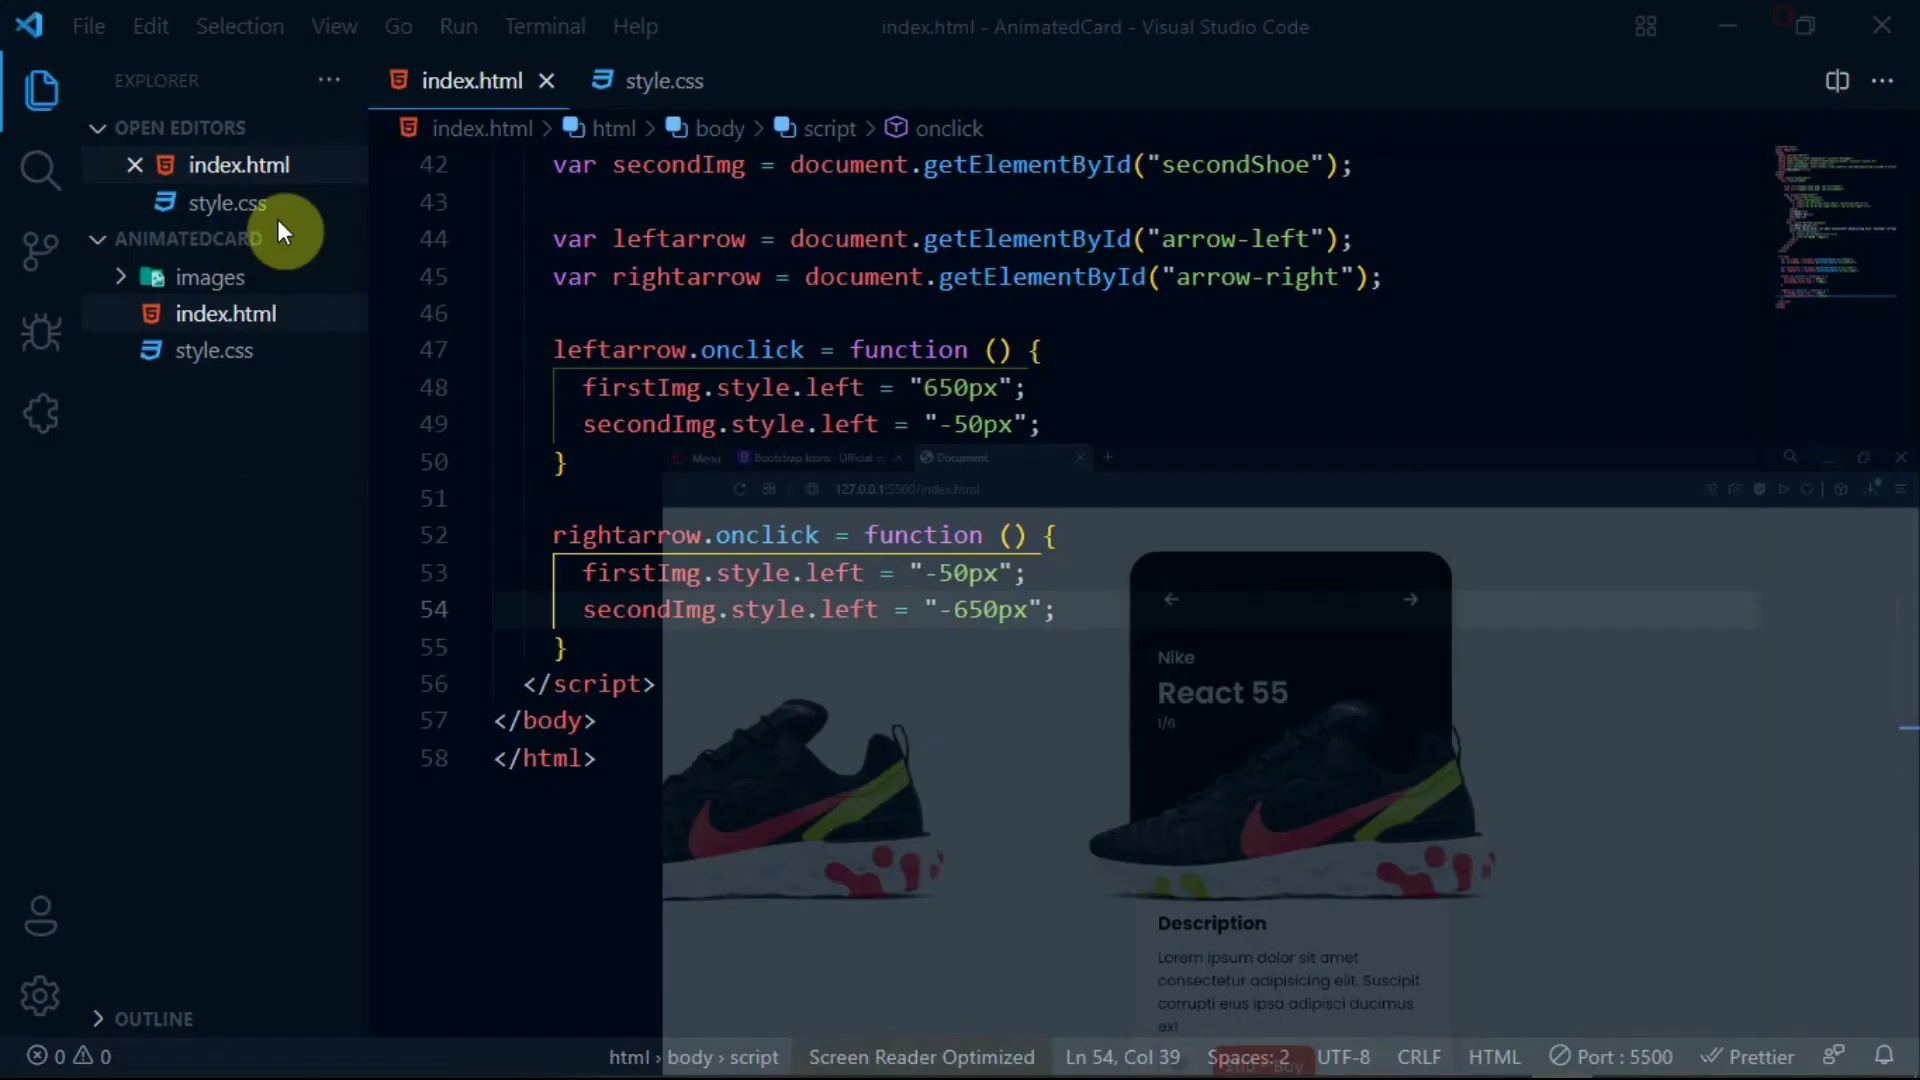 File Edit Selection View Go Run Terminal Help
index.html - AnimatedCard - Visual Studio Code
EXPLORER
index.html
style.css
OPEN EDITORS
index.html
style.css
ANIMATEDCARD
images
index.html
style.css
OUTLINE
index.html > html > body > script > onclick
42 var secondImg = document.getElementById("secondShoe");
43
44 var leftarrow = document.getElementById("arrow-left");
45 var rightarrow = document.getElementById("arrow-right");
46
47 leftarrow.onclick = function () {
48 firstImg.style.left = "650px";
49 secondImg.style.left = "-50px";
50 }
51
52 rightarrow.onclick = function () {
53 firstImg.style.left = "-50px";
54 secondImg.style.left = "-650px";
55 }
56 </script>
57 </body>
58 </html>
Menu Bootstrap Icons - Official Document
127.0.0.1:5500/index.html
Nike
React 55
1/6
Description
Lorem ipsum dolor sit amet
consectetur adipisicing elit. Suscipit
corrupti eius ipsa adipisci ducimus
ex!
Buy
0 0 html > body > script Screen Reader Optimized Ln 54, Col 39 Spaces: 2 UTF-8 CRLF HTML Port : 5500 Prettier